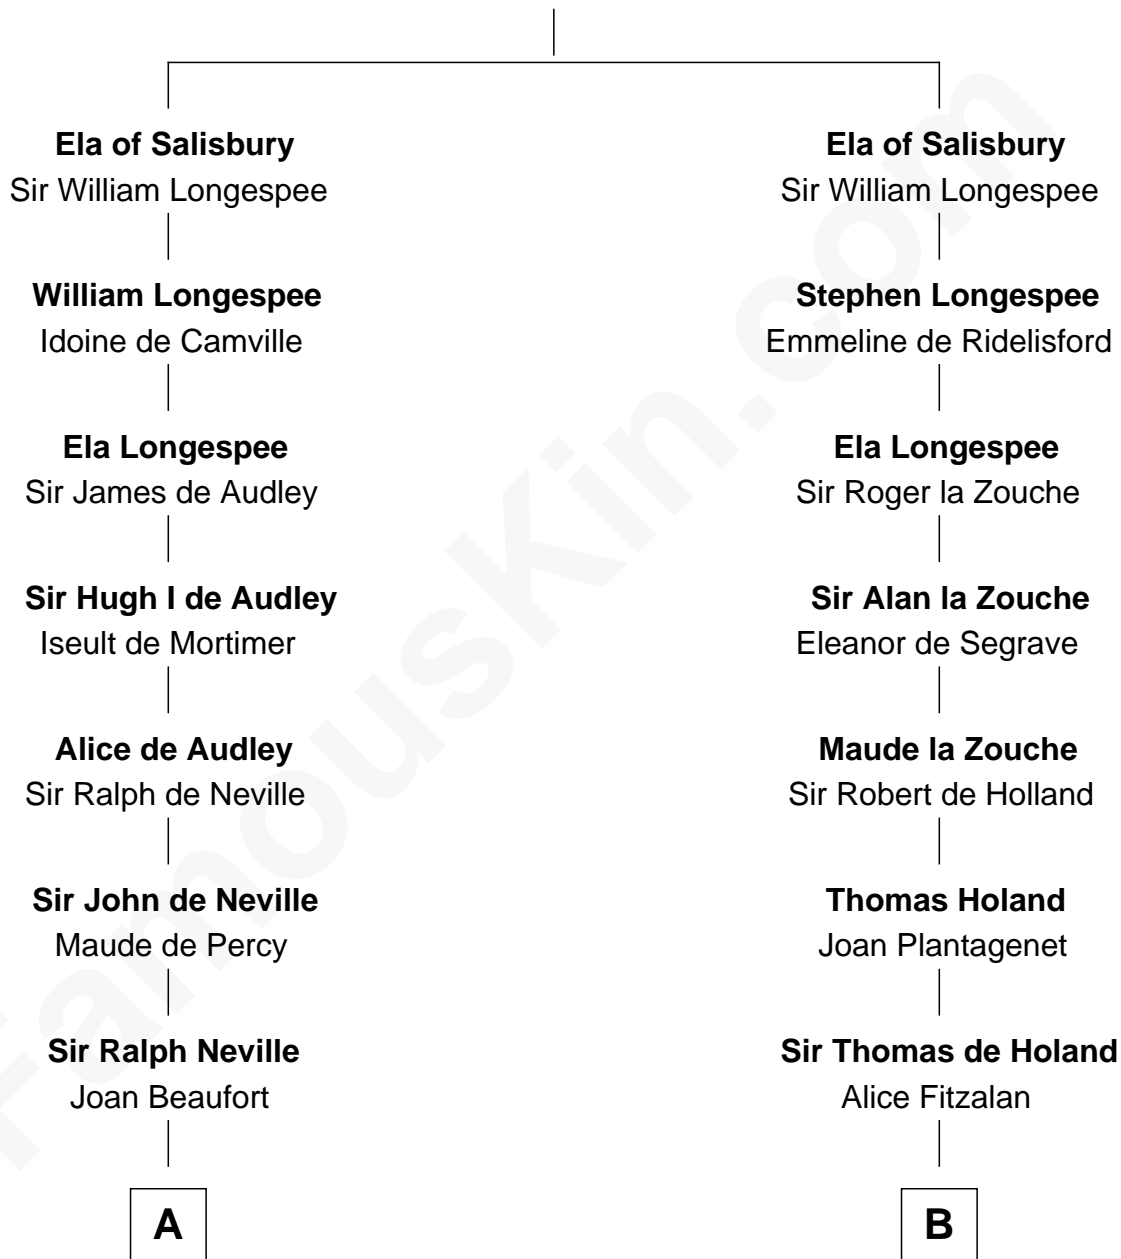 Ela of Salisbury
Sir William Longespee
William Longespee
Idoine de Camville
Ela Longespee
Sir James de Audley
Sir Hugh I de Audley
Iseult de Mortimer
Alice de Audley
Sir Ralph de Neville
Sir John de Neville
Maude de Percy
Sir Ralph Neville
Joan Beaufort
A
Ela of Salisbury
Sir William Longespee
Stephen Longespee
Emmeline de Ridelisford
Ela Longespee
Sir Roger la Zouche
Sir Alan la Zouche
Eleanor de Segrave
Maude la Zouche
Sir Robert de Holland
Thomas Holand
Joan Plantagenet
Sir Thomas de Holand
Alice Fitzalan
B
FamousKin.com